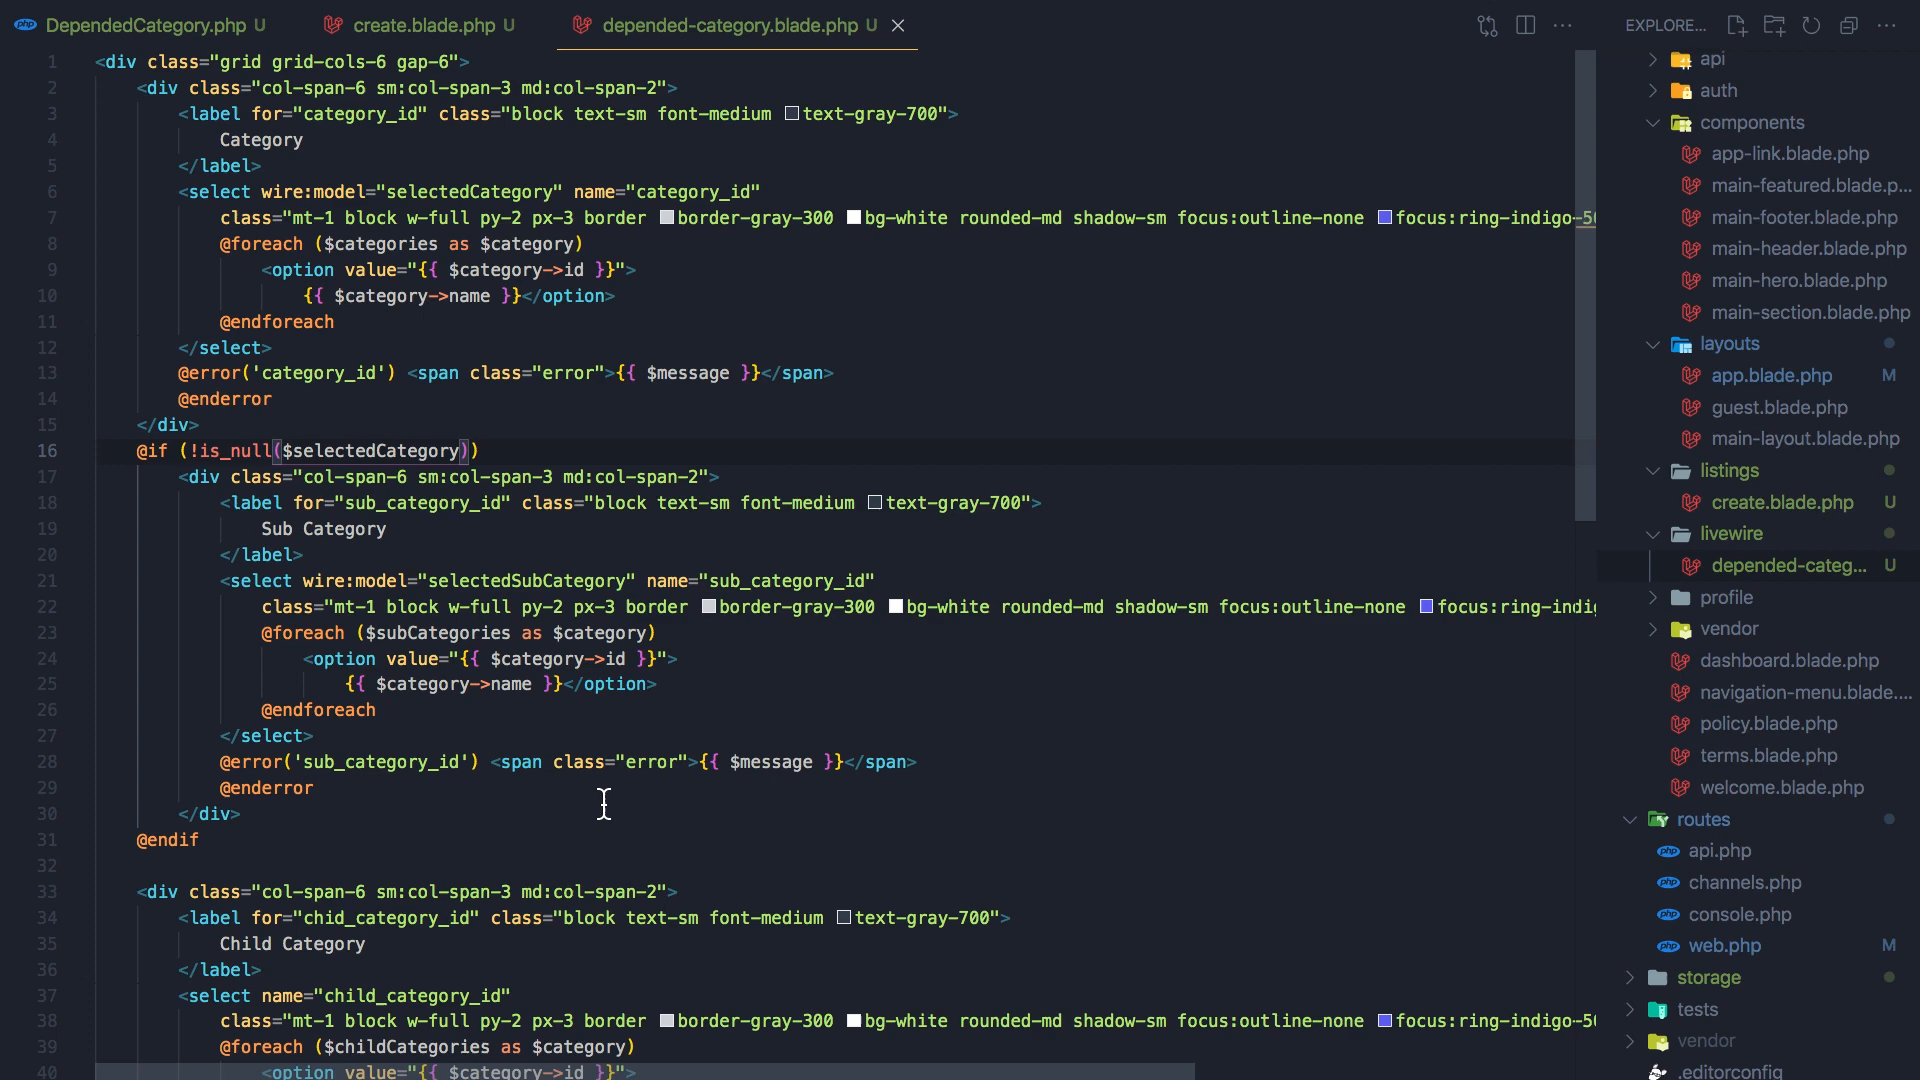 DependedCategory.php U
create.blade.php U
depended-category.blade.php U
EXPLORE...
1 <div class="grid grid-cols-6 gap-6">
2 <div class="col-span-6 sm:col-span-3 md:col-span-2">
3 <label for="category_id" class="block text-sm font-medium text-gray-700">
4 Category
5 </label>
6 <select wire:model="selectedCategory" name="category_id"
7 class="mt-1 block w-full py-2 px-3 border border-gray-300 bg-white rounded-md shadow-sm focus:outline-none focus:ring-indigo-50
8 @foreach ($categories as $category)
9 <option value="{{ $category->id }}">
10 {{ $category->name }}</option>
11 @endforeach
12 </select>
13 @error('category_id') <span class="error">{{ $message }}</span>
14 @enderror
15 </div>
16 @if (!is_null($selectedCategory))
17 <div class="col-span-6 sm:col-span-3 md:col-span-2">
18 <label for="sub_category_id" class="block text-sm font-medium text-gray-700">
19 Sub Category
20 </label>
21 <select wire:model="selectedSubCategory" name="sub_category_id"
22 class="mt-1 block w-full py-2 px-3 border border-gray-300 bg-white rounded-md shadow-sm focus:outline-none focus:ring-indig
23 @foreach ($subCategories as $category)
24 <option value="{{ $category->id }}">
25 {{ $category->name }}</option>
26 @endforeach
27 </select>
28 @error('sub_category_id') <span class="error">{{ $message }}</span>
29 @enderror
30 </div>
31 @endif
32
33 <div class="col-span-6 sm:col-span-3 md:col-span-2">
34 <label for="chid_category_id" class="block text-sm font-medium text-gray-700">
35 Child Category
36 </label>
37 <select name="child_category_id"
38 class="mt-1 block w-full py-2 px-3 border border-gray-300 bg-white rounded-md shadow-sm focus:outline-none focus:ring-indigo-50
39 @foreach ($childCategories as $category)
40 <option value="{{ $category->id }}">
api
auth
components
app-link.blade.php
main-featured.blade.p...
main-footer.blade.php
main-header.blade.php
main-hero.blade.php
main-section.blade.php
layouts
app.blade.php M
guest.blade.php
main-layout.blade.php
listings
create.blade.php U
livewire
depended-categ... U
profile
vendor
dashboard.blade.php
navigation-menu.blade....
policy.blade.php
terms.blade.php
welcome.blade.php
routes
php api.php
php channels.php
php console.php
php web.php M
storage
tests
vendor
.editorconfig